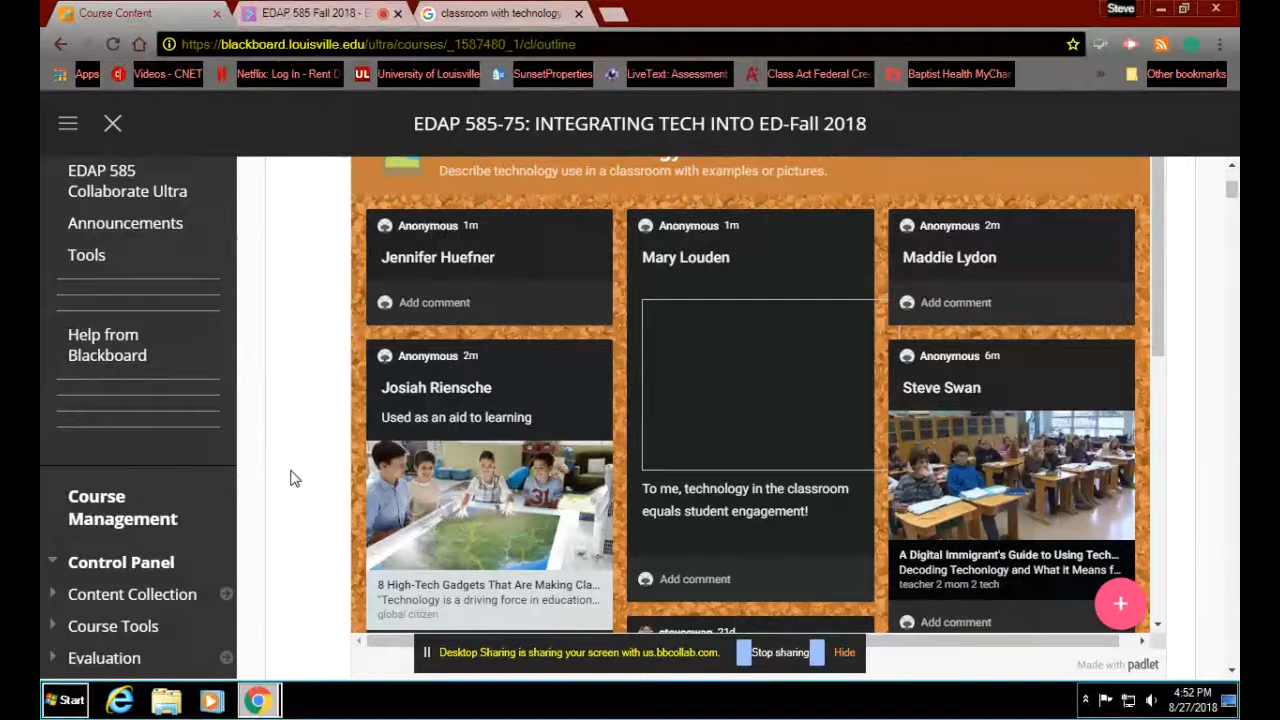 Course Content
EDAP 585 Fall 2018 - E
classroom with technology
Steve
https://blackboard.louisville.edu/ultra/courses/_1587480_1/cl/outline
Apps
Videos - CNET
Netflix: Log In - Rent D
University of Louisville
SunsetProperties
LiveText: Assessment
Class Act Federal Cre
Baptist Health MyChar
»
Other bookmarks
EDAP 585-75: INTEGRATING TECH INTO ED-Fall 2018
EDAP 585
Collaborate Ultra
Announcements
Tools
Help from
Blackboard
Course
Management
Control Panel
Content Collection
Course Tools
Evaluation
Describe technology use in a classroom with examples or pictures.
Anonymous 1m
Jennifer Huefner
Add comment
Anonymous 2m
Josiah Riensche
Used as an aid to learning
8 High-Tech Gadgets That Are Making Cla...
"Technology is a driving force in education...
global citizen
Anonymous 1m
Mary Louden
To me, technology in the classroom
equals student engagement!
Add comment
steveswan 21d
Anonymous 2m
Maddie Lydon
Add comment
Anonymous 6m
Steve Swan
A Digital Immigrant's Guide to Using Tech...
Decoding Techonology and What it Means f...
teacher 2 mom 2 tech
Add comment
+
Desktop Sharing is sharing your screen with us.bbcollab.com.
Stop sharing
Hide
Made with padlet
Start
4:52 PM
8/27/2018